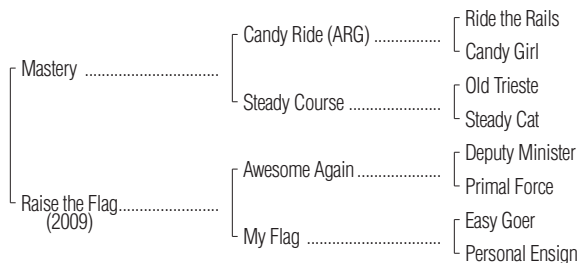 Ride the Rails
Candy Ride (ARG) ..................
Candy Girl
Mastery ....................................
Old Trieste
Steady Course .........................
Steady Cat
Deputy Minister
Awesome Again ......................
Primal Force
Raise the Flag...........................
(2009)
Easy Goer
My Flag ....................................
Personal Ensign